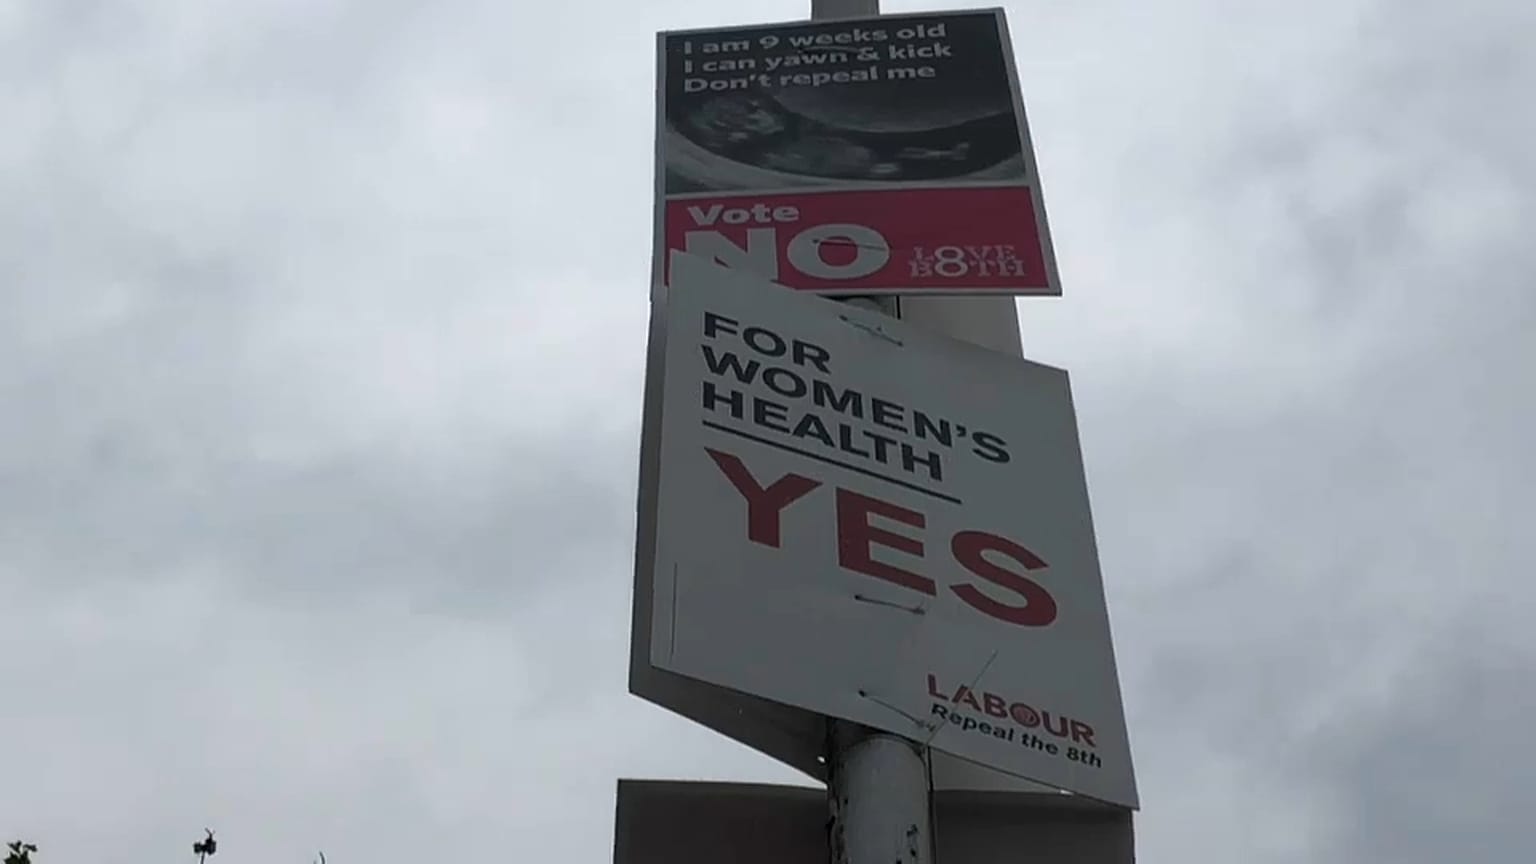 I am 9 weeks old
I can yawn & kick
Don't repeal me
Vote
NO
LOVE
B8TH
FOR
WOMEN'S
HEALTH
YES
LABOUR
Repeal the 8th